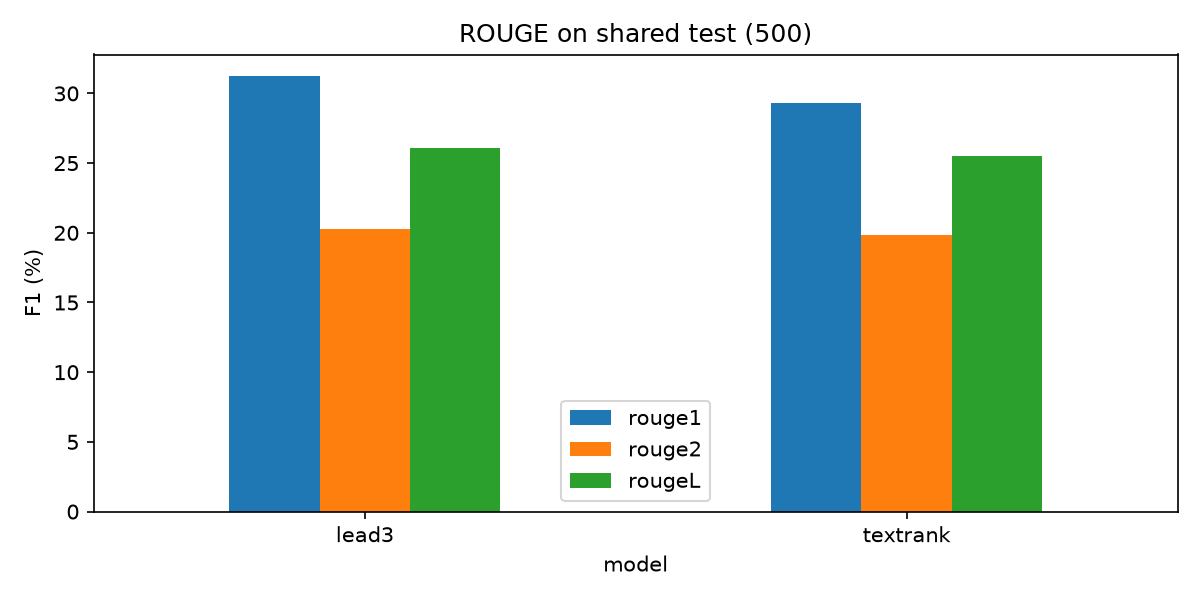 ROUGE on shared test (500)
F1 (%)
30
25
20
15
10
5
0
rouge1
rouge2
rougeL
lead3
textrank
model